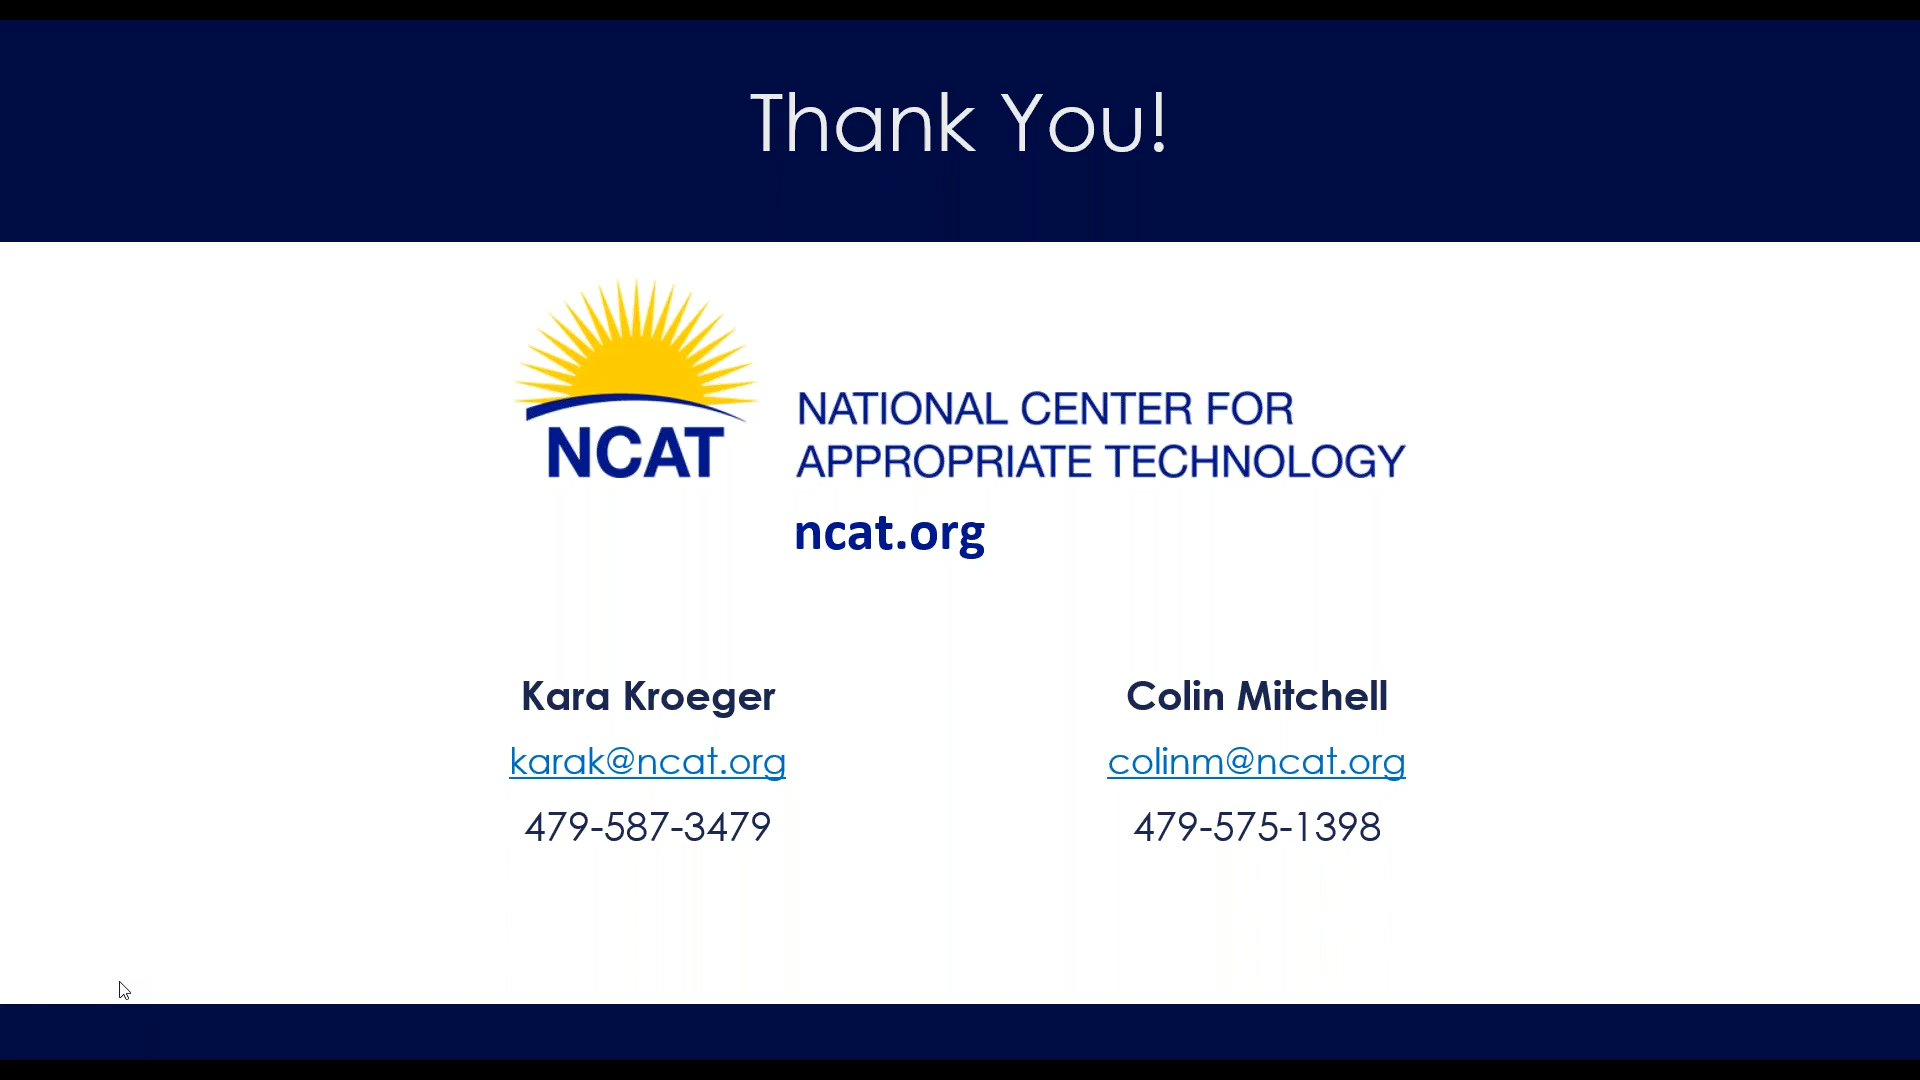 Thank You!
NCAT
NATIONAL CENTER FOR
APPROPRIATE TECHNOLOGY
ncat.org
Kara Kroeger
karak@ncat.org
479-587-3479
Colin Mitchell
colinm@ncat.org
479-575-1398